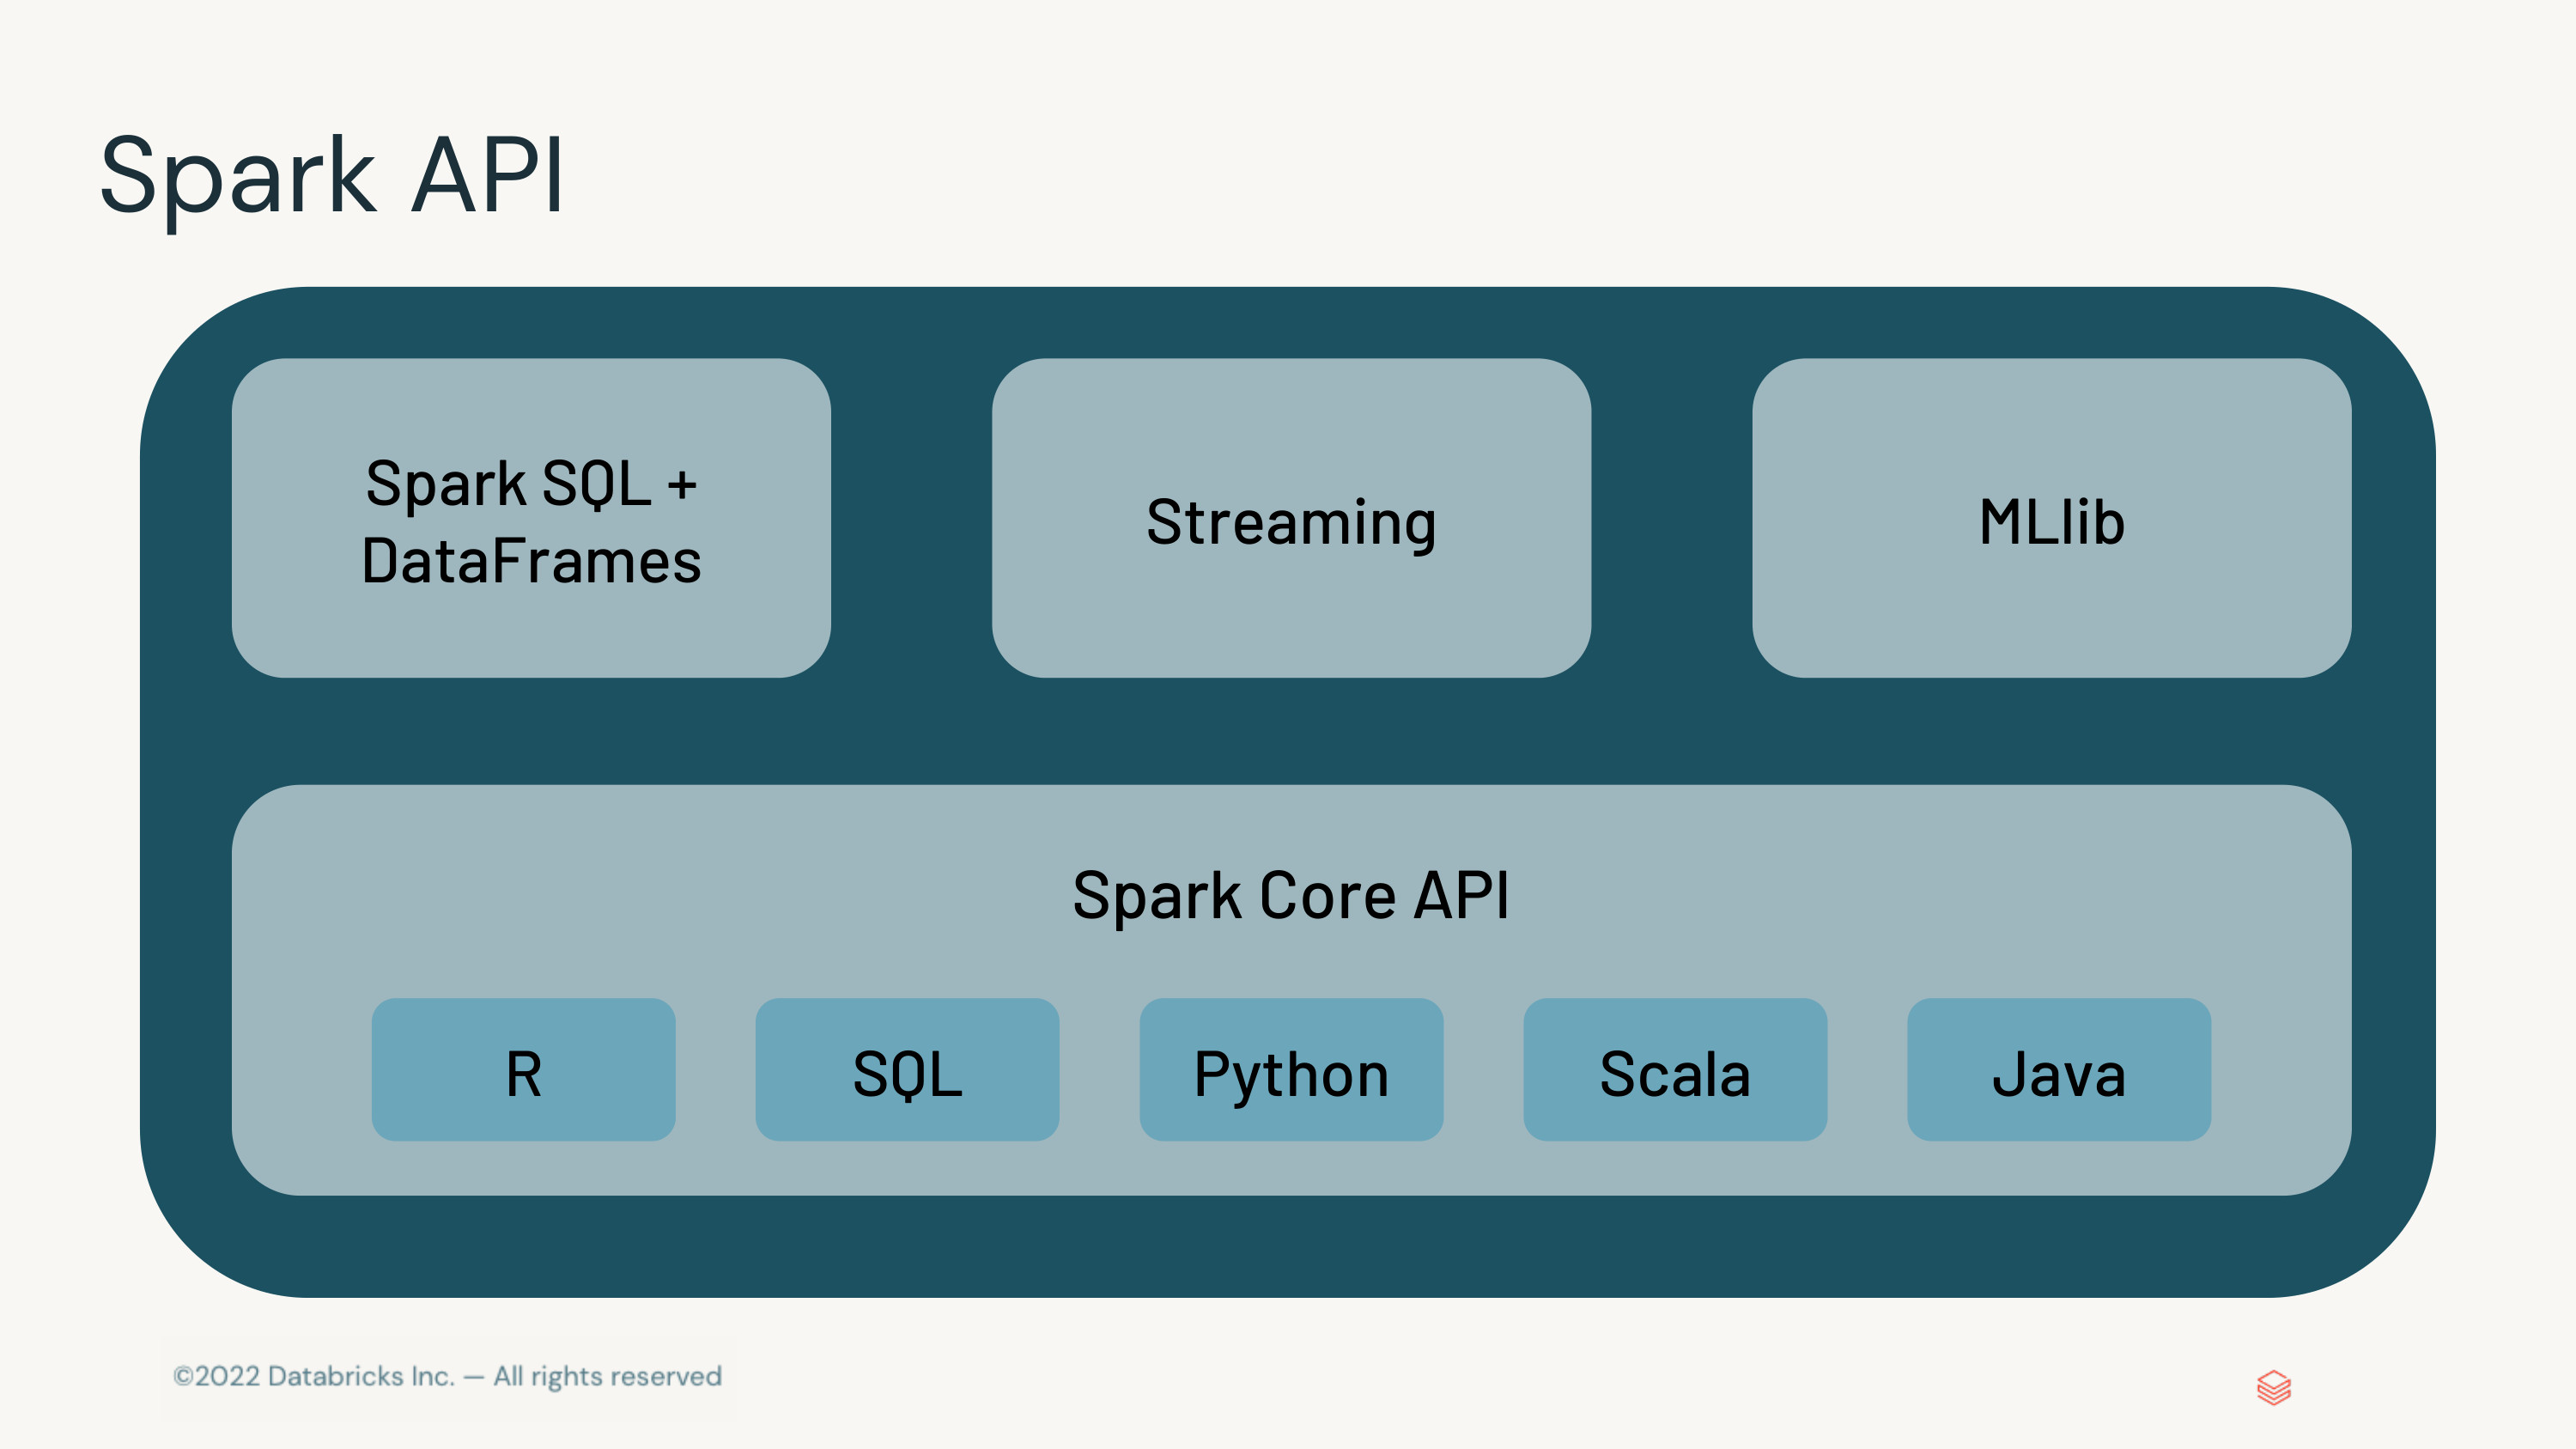 Spark API
Spark SQL +
DataFrames
Streaming
MLlib
Spark Core API
R
SQL
Python
Scala
Java
©2022 Databricks Inc. — All rights reserved